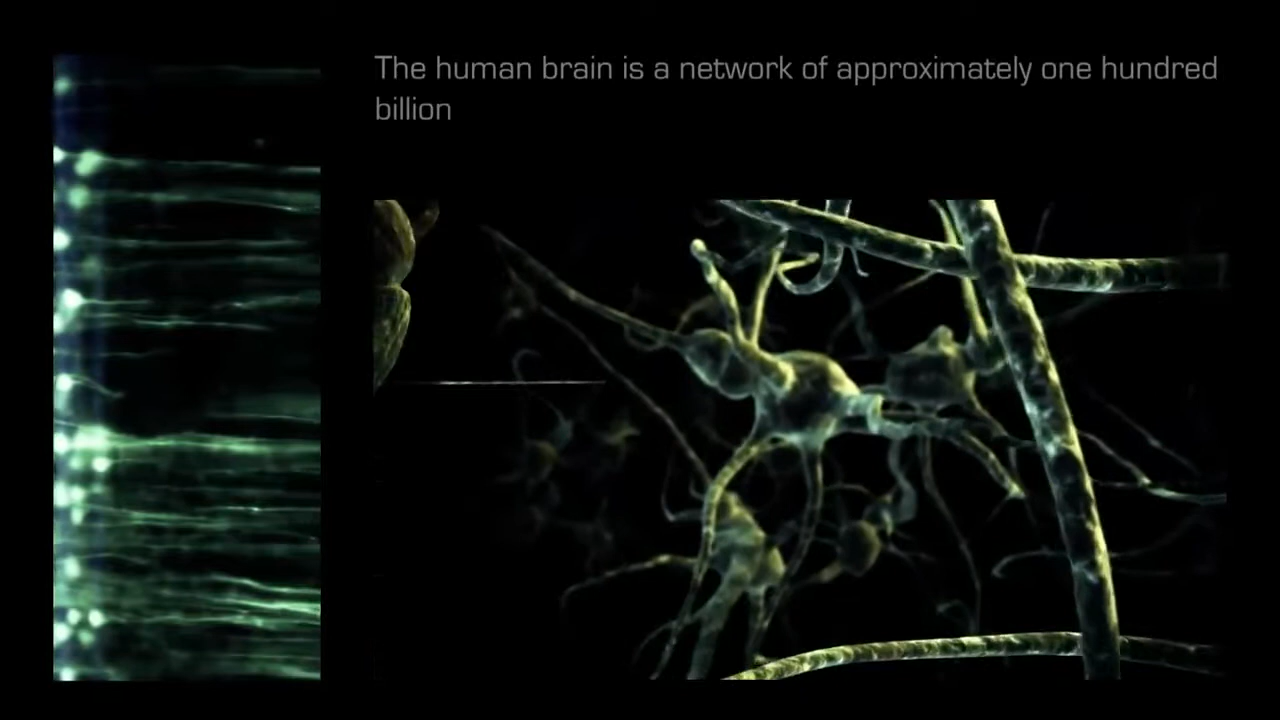 The human brain is a network of approximately one hundred
billion